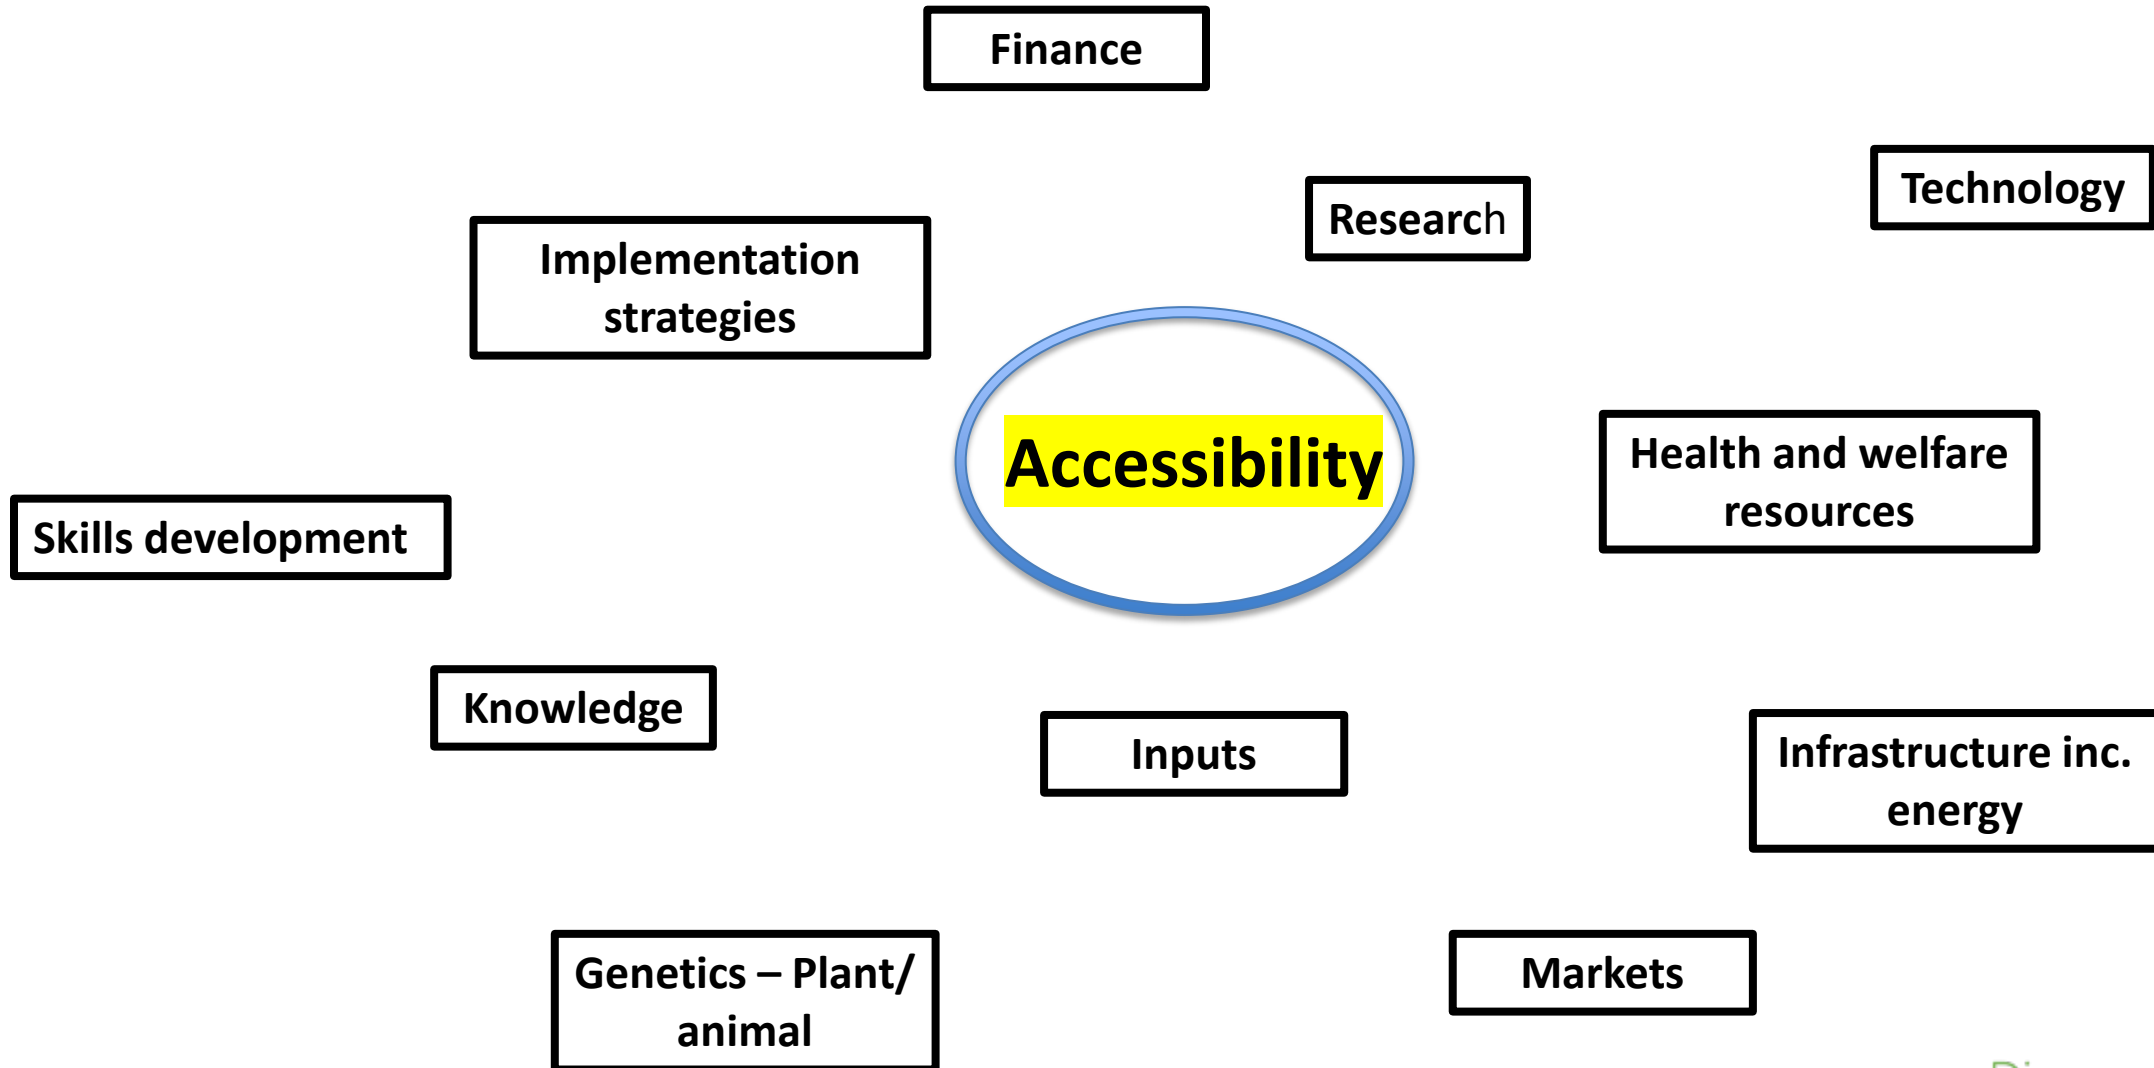 Finance
Technology
Research
Implementation
strategies
Accessibility
Health and welfare
resources
Skills development
Knowledge
Inputs
Infrastructure inc.
energy
Genetics – Plant/
animal
Markets